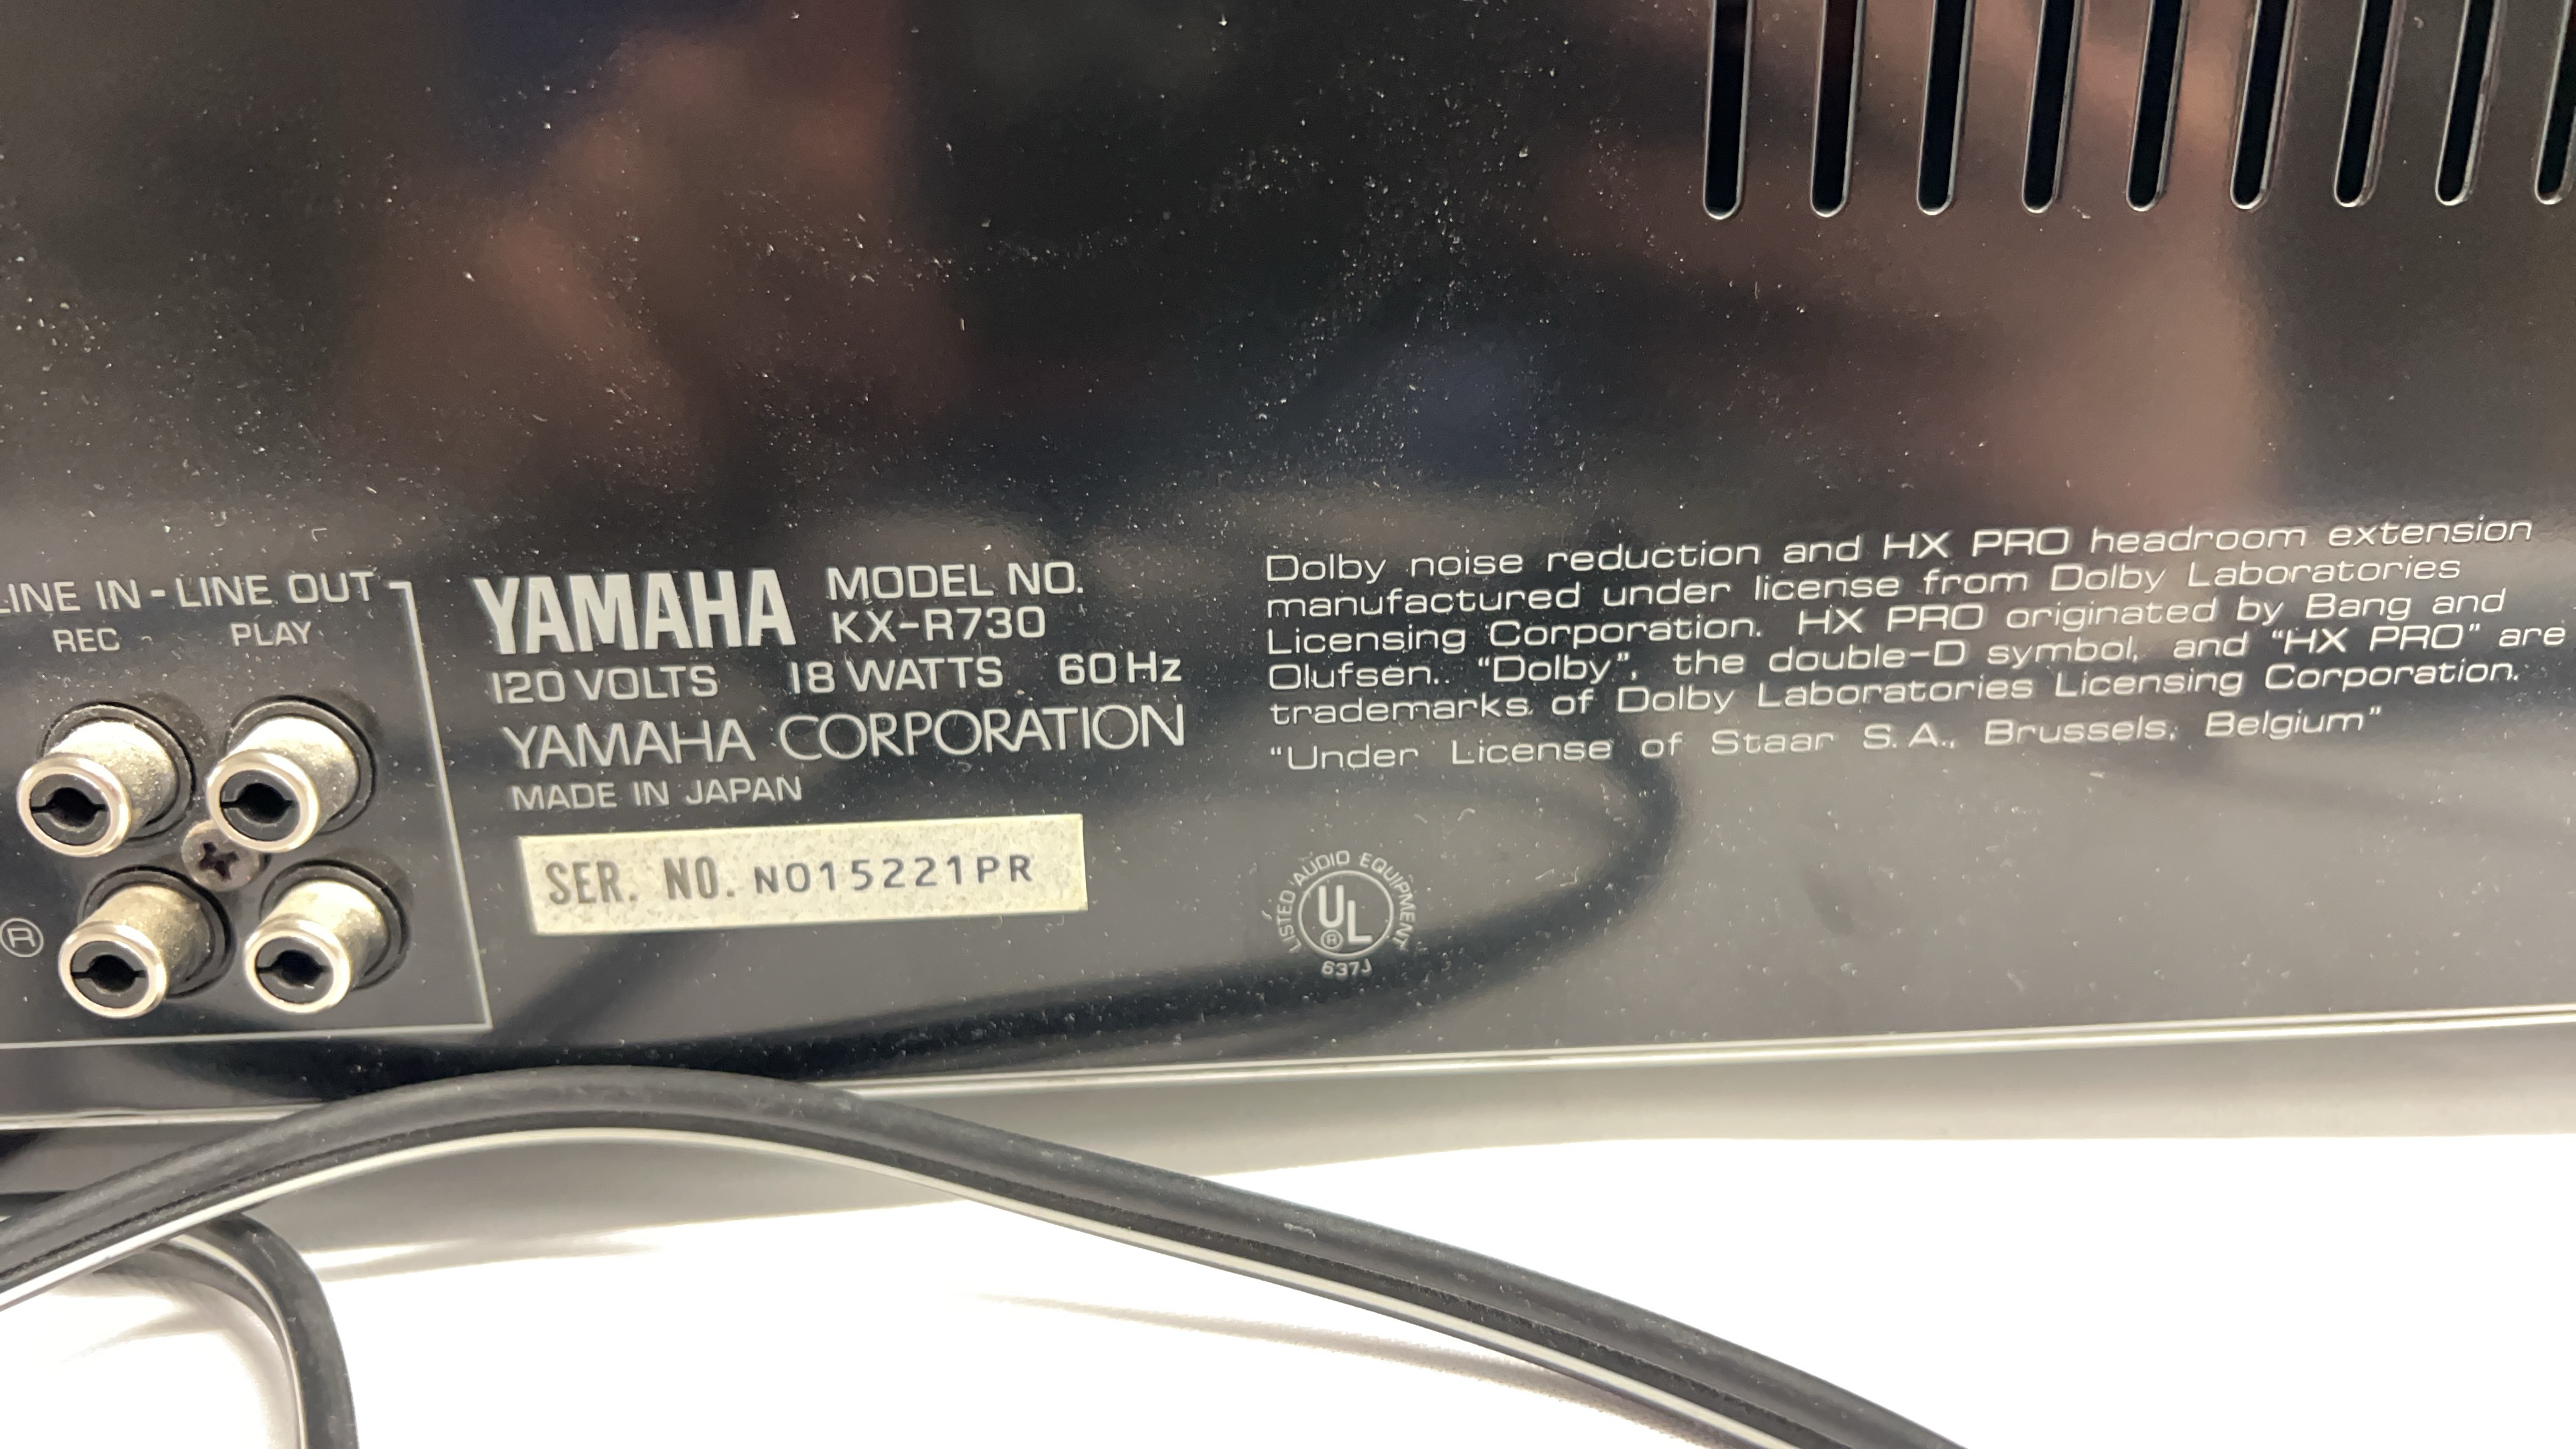 LINE IN - LINE OUT
REC PLAY
®
YAMAHA MODEL NO.
KX-R730
120 VOLTS 18 WATTS 60 Hz
YAMAHA CORPORATION
MADE IN JAPAN
SER. NO. N015221PR
Dolby noise reduction and HX PRO headroom extension
manufactured under license from Dolby Laboratories
Licensing Corporation. HX PRO originated by Bang and
Olufsen.. "Dolby", the double-D symbol, and "HX PRO" are
trademarks of Dolby Laboratories Licensing Corporation.
"Under License of Staar S.A., Brussels, Belgium"
LISTED AUDIO EQUIPMENT
UL
®
637J